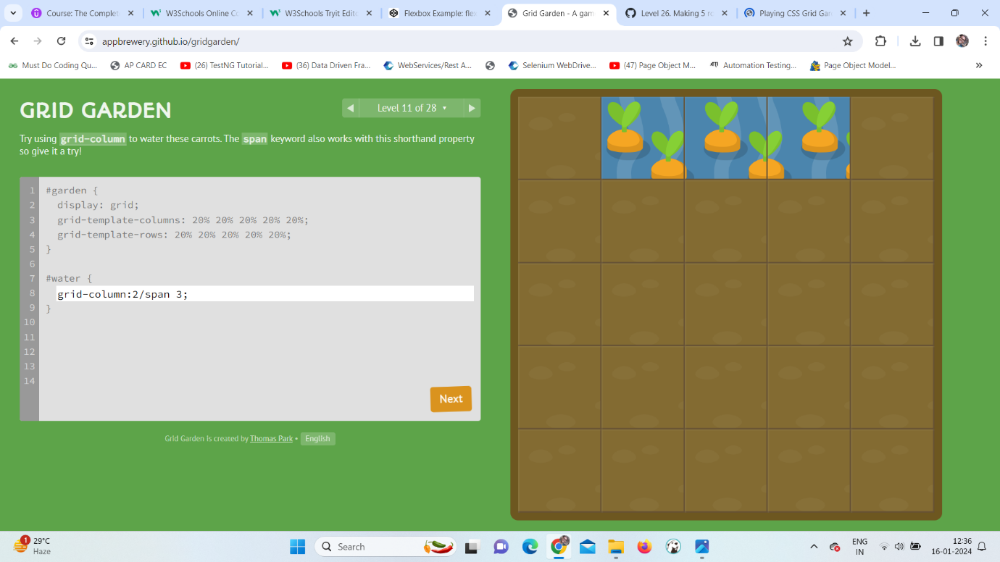 Course: The Complet
W3Schools Online Co
W3Schools Tryit Edito
Flexbox Example: flex
Grid Garden - A gam
Level 26. Making 5 ro
Playing CSS Grid Gar
appbrewery.github.io/gridgarden/
Must Do Coding Qu...
AP CARD EC
(26) TestNG Tutorial...
(36) Data Driven Fra...
WebServices/Rest A...
Selenium WebDrive...
(47) Page Object M...
Automation Testing...
Page Object Model...
GRID GARDEN
Level 11 of 28
Try using grid-column to water these carrots. The span keyword also works with this shorthand property
so give it a try!
1 #garden {
2 display: grid;
3 grid-template-columns: 20% 20% 20% 20% 20%;
4 grid-template-rows: 20% 20% 20% 20% 20%;
5 }
6
7 #water {
8 grid-column:2/span 3;
9 }
10
11
12
13
14
Next
Grid Garden is created by Thomas Park • English
1
29°C
Haze
Search
ENG
IN
12:36
16-01-2024